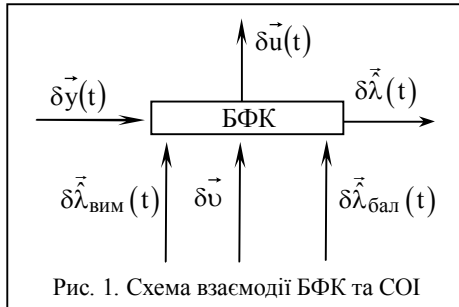 δu⃗(t)
δy⃗(t) δλ̂⃗(t)
БФК
δλ̂⃗вим(t) δυ⃗ δλ̂⃗бал(t)
Рис. 1. Схема взаємодії БФК та СОІ